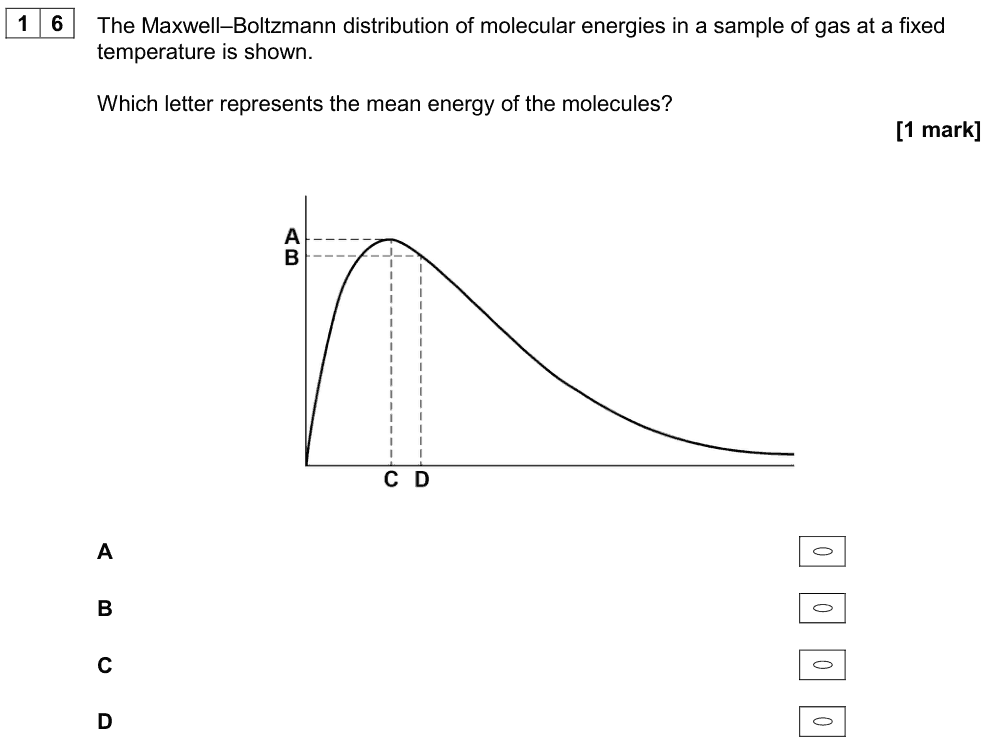 1 6 The Maxwell–Boltzmann distribution of molecular energies in a sample of gas at a fixed
temperature is shown.
Which letter represents the mean energy of the molecules?
[1 mark]
A
B
C D
A
B
C
D